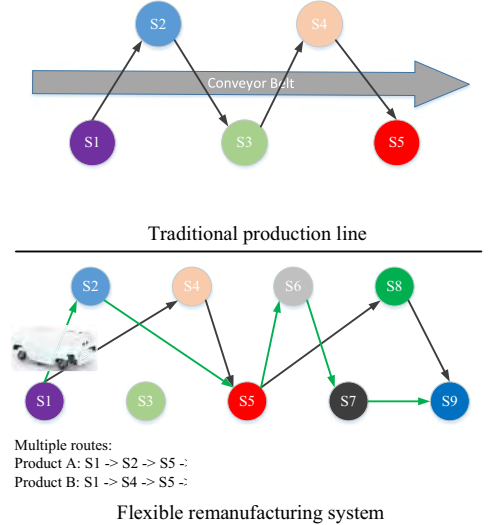 S2
S4
Conveyor Belt
S1
S3
S5
Traditional production line
S2
S4
S6
S8
S1
S3
S5
S7
S9
Multiple routes:
Product A: S1 -> S2 -> S5 -
Product B: S1 -> S4 -> S5 -
Flexible remanufacturing system